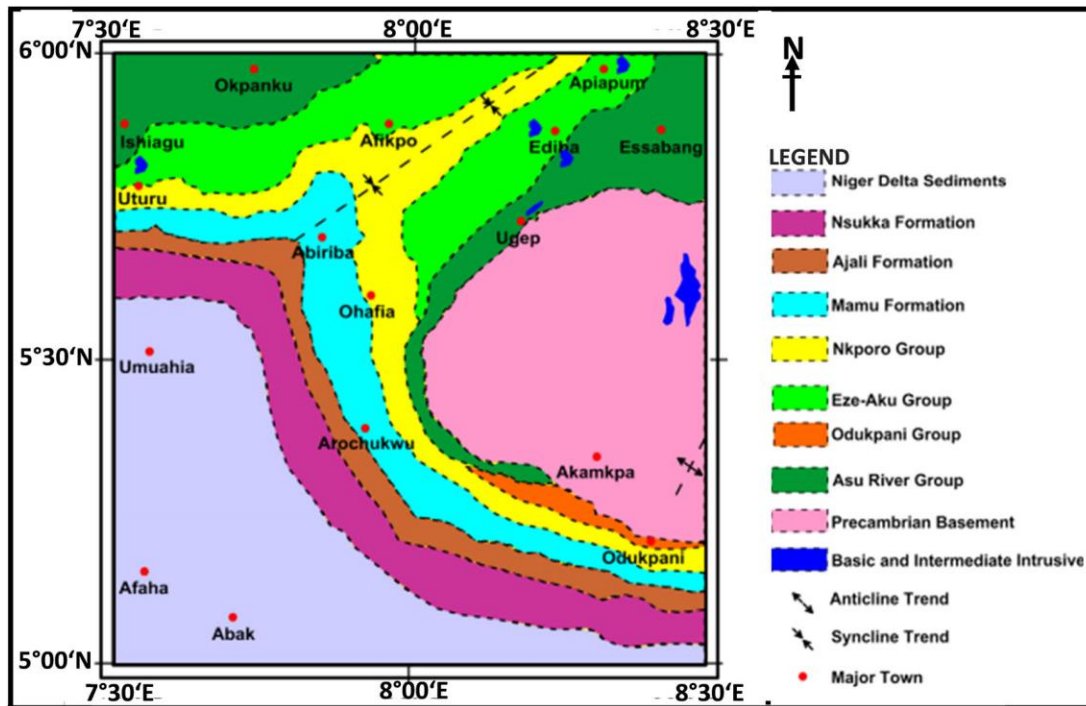 7°30‘E 8°00‘E 8°30‘E
6°00‘N
Okpanku
Apiapum
N
Ishiagu
Afikpo
Ediba
Essabang
LEGEND
Uturu
Niger Delta Sediments
Ugep
Nsukka Formation
Abiriba
Ajali Formation
Ohafia
Mamu Formation
5°30‘N
Umuahia
Nkporo Group
Eze-Aku Group
Arochukwu
Odukpani Group
Akamkpa
Asu River Group
Precambrian Basement
Odukpani
Basic and Intermediate Intrusive
Afaha
Anticline Trend
Abak
Syncline Trend
5°00‘N
Major Town
7°30‘E 8°00‘E 8°30‘E